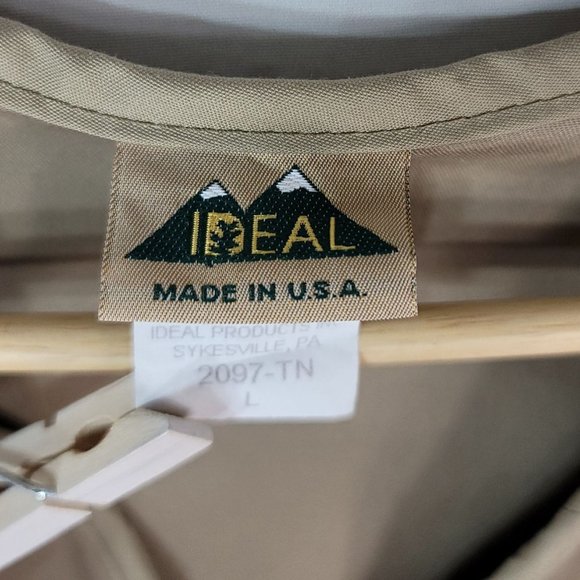 IDEAL
MADE IN U.S.A.
IDEAL PRODUCTS
SYKESVILLE, PA
2097-TN
L